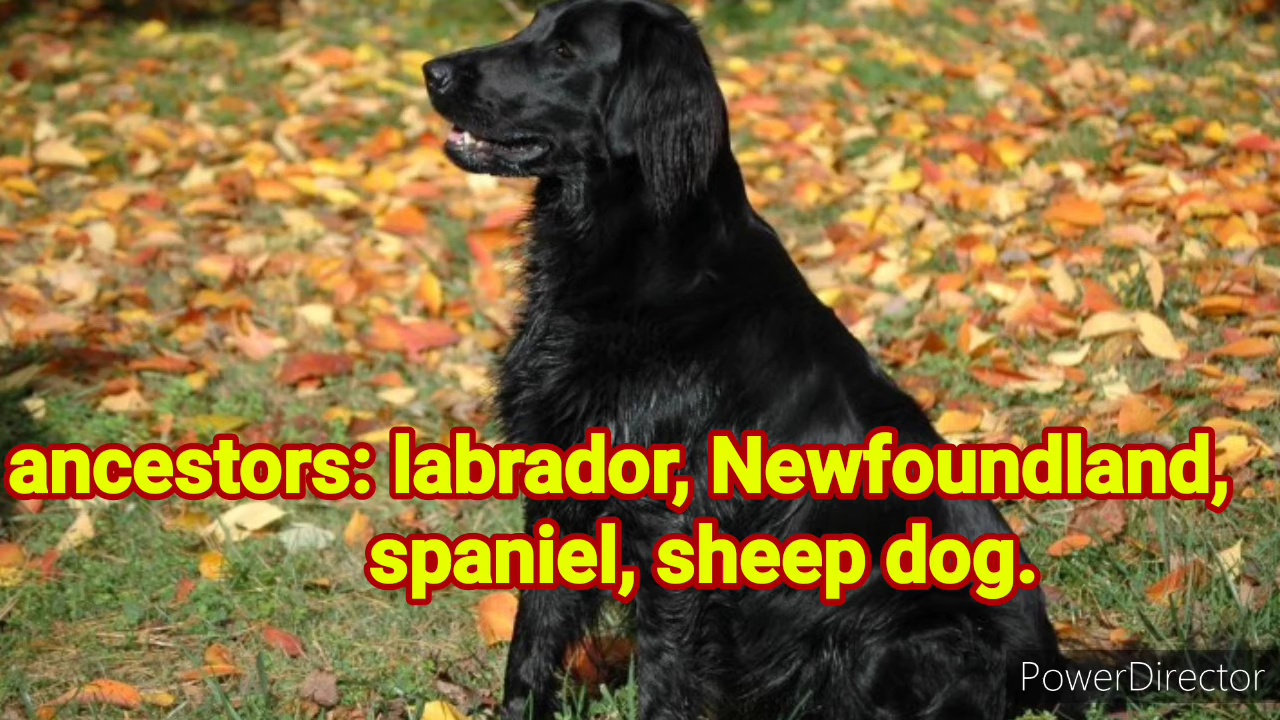 ancestors: labrador, Newfoundland,
spaniel, sheep dog.
PowerDirector